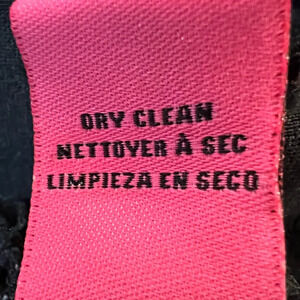 DRY CLEAN
NETTOYER À SEC
LIMPIEZA EN SECO